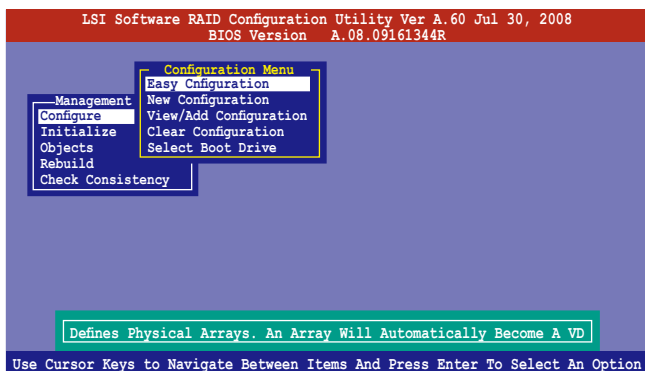 LSI Software RAID Configuration Utility Ver A.60 Jul 30, 2008
BIOS Version A.08.09161344R
Configuration Menu
Easy Cnfiguration
New Configuration
View/Add Configuration
Clear Configuration
Select Boot Drive
Management
Configure
Initialize
Objects
Rebuild
Check Consistency
Defines Physical Arrays. An Array Will Automatically Become A VD
Use Cursor Keys to Navigate Between Items And Press Enter To Select An Option